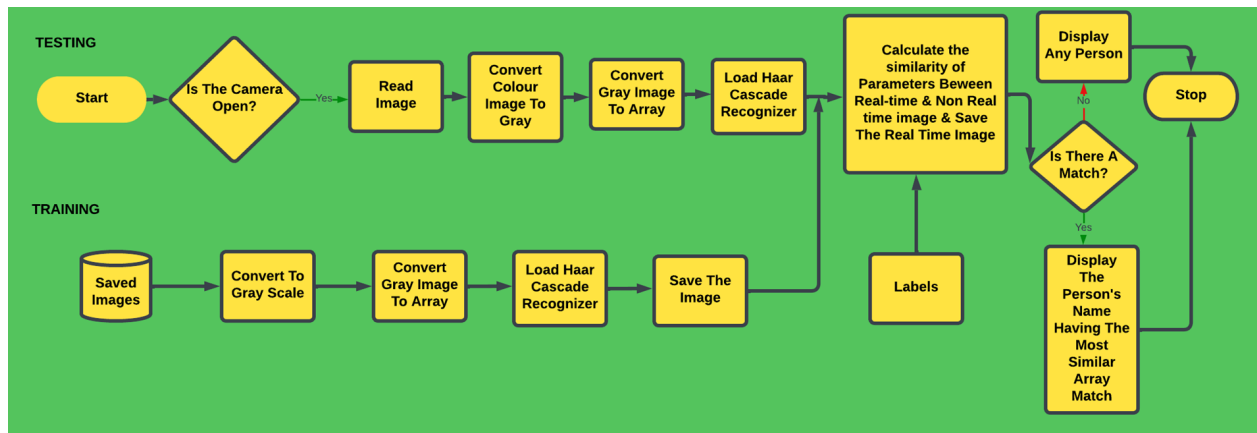 TESTING
Start
Is The Camera
Open?
Yes
Read
Image
Convert
Colour
Image To
Gray
Convert
Gray Image
To Array
Load Haar
Cascade
Recognizer
Calculate the
similarity of
Parameters Beween
Real-time & Non Real
time image & Save
The Real Time Image
Display
Any Person
No
Stop
Is There A
Match?
Yes
Display
The
Person's
Name
Having The
Most
Similar
Array
Match
TRAINING
Saved
Images
Convert To
Gray Scale
Convert
Gray Image
To Array
Load Haar
Cascade
Recognizer
Save The
Image
Labels